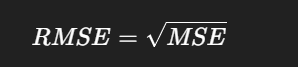 RMSE = √MSE